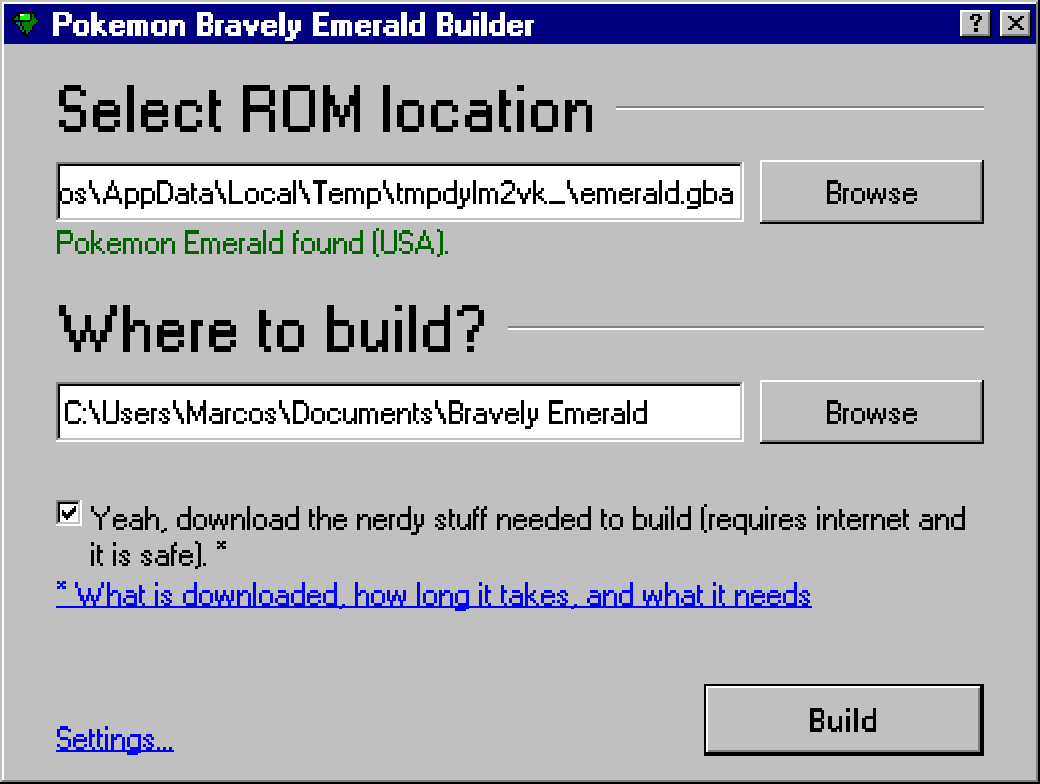 Pokemon Bravely Emerald Builder
Select ROM location
os\AppData\Local\Temp\tmpdylm2vk_\emerald.gba
Browse
Pokemon Emerald found (USA).
Where to build?
C:\Users\Marcos\Documents\Bravely Emerald
Browse
Yeah, download the nerdy stuff needed to build (requires internet and
it is safe). *
* What is downloaded, how long it takes, and what it needs
Build
Settings...